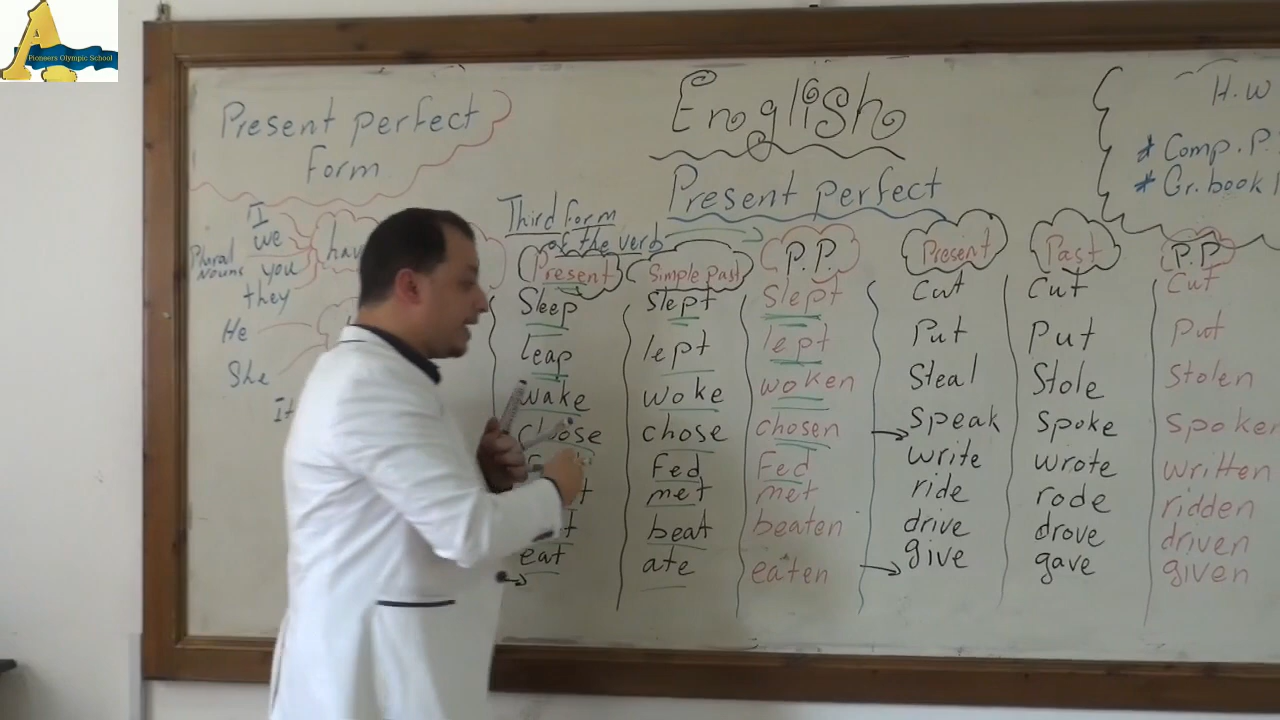 Pioneers Olympic School
Present perfect
Form
I
we
you
they
Plural
nouns
hav
He
She
It
English
Present perfect
Third form
of the verb
Present Simple Past P.P
Sleep slept slept
leap lept lept
wake woke woken
chose chose chosen
Fed Fed
met met
beat beaten
eat ate eaten
Present Past P.P
Cut Cut Cut
Put Put Put
Steal Stole Stolen
Speak Spoke Spoken
write wrote written
ride rode ridden
drive drove driven
give gave given
H.W
* Comp. P.
* Gr. book